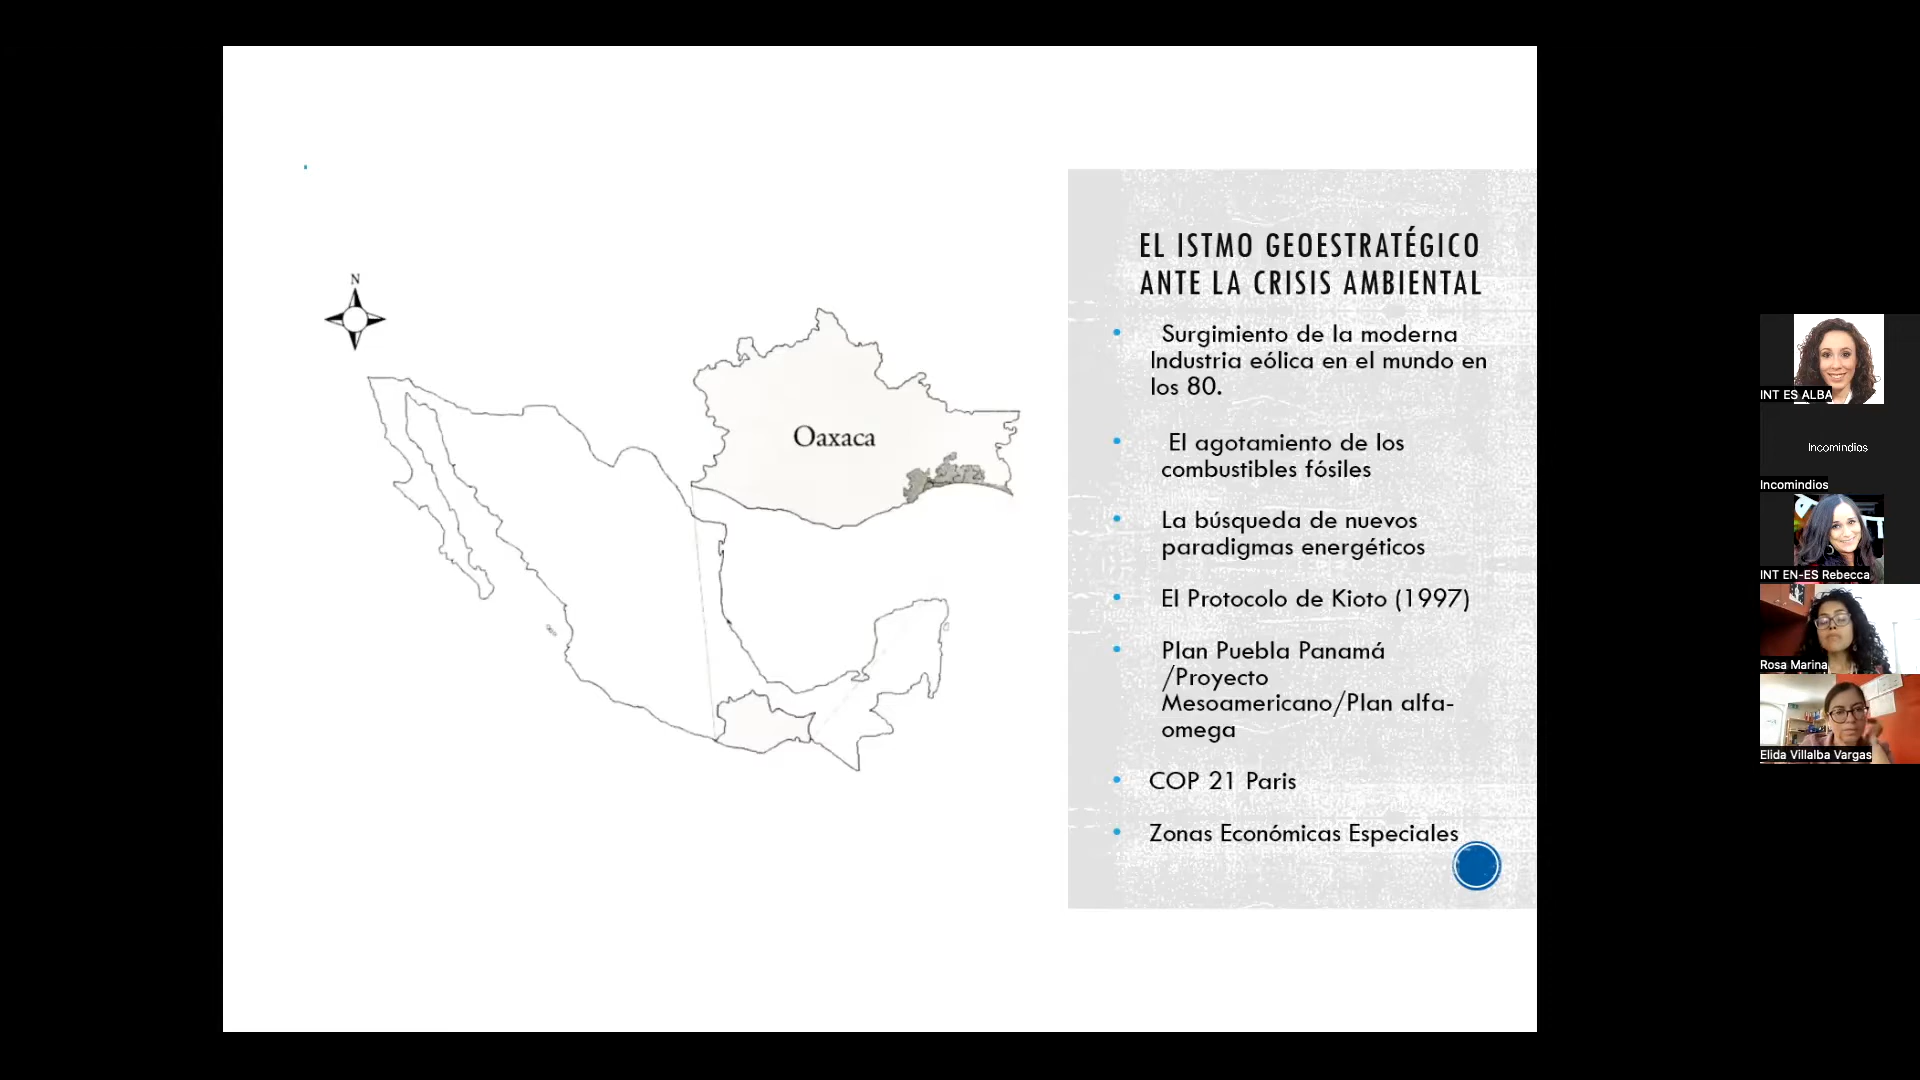 N
Oaxaca
EL ISTMO GEOESTRATÉGICO
ANTE LA CRISIS AMBIENTAL
• Surgimiento de la moderna
Industria eólica en el mundo en
los 80.
• El agotamiento de los
combustibles fósiles
• La búsqueda de nuevos
paradigmas energéticos
• El Protocolo de Kioto (1997)
• Plan Puebla Panamá
/Proyecto
Mesoamericano/Plan alfa-
omega
• COP 21 Paris
• Zonas Económicas Especiales
INT ES ALBA
Incomindios
Incomindios
INT EN-ES Rebecca
Rosa Marina
Elida Villalba Vargas